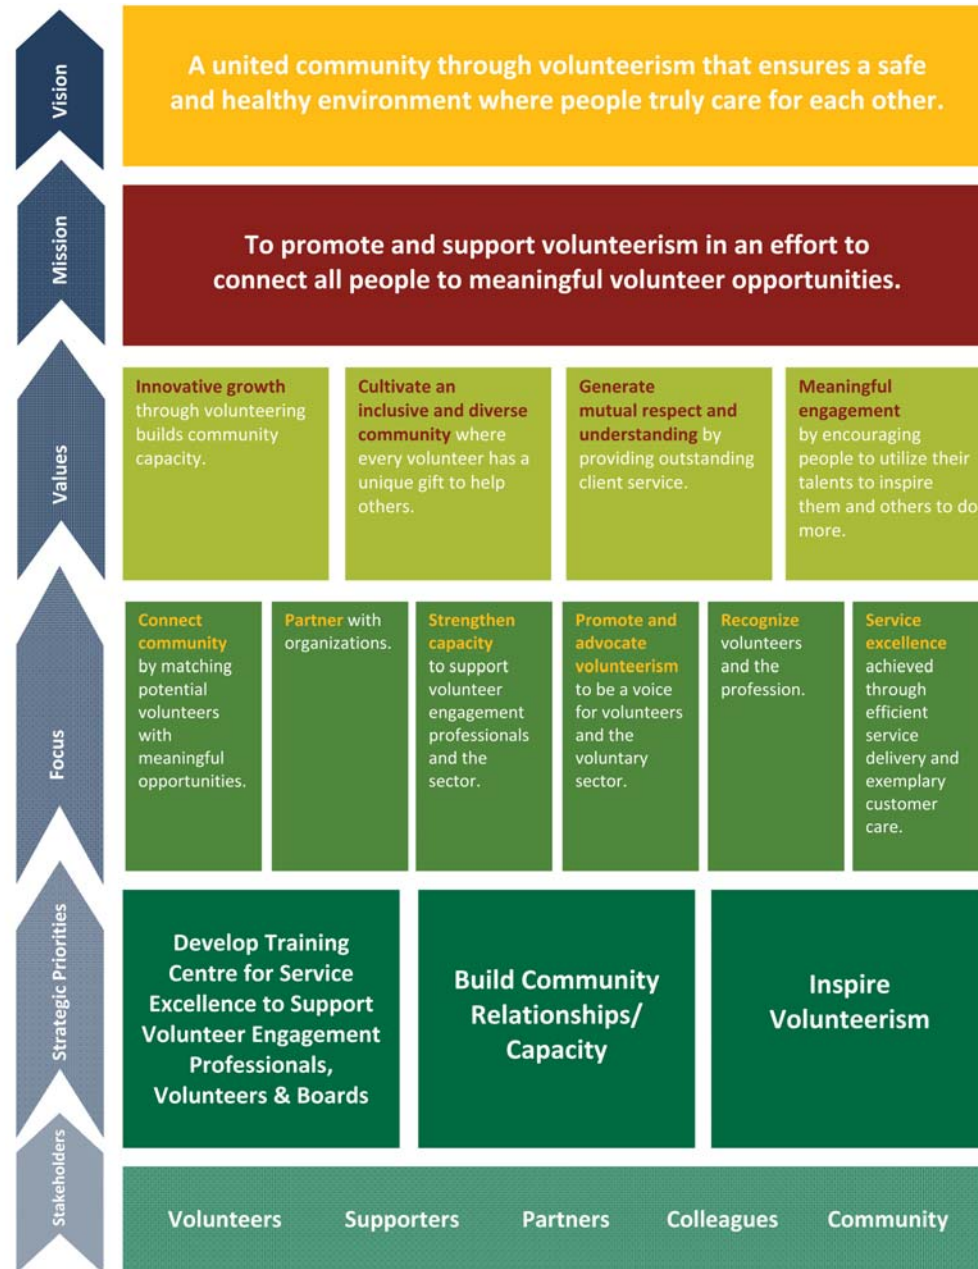 Vision
A united community through volunteerism that ensures a safe
and healthy environment where people truly care for each other.
Mission
To promote and support volunteerism in an effort to
connect all people to meaningful volunteer opportunities.
Values
Innovative growth
through volunteering
builds community
capacity.
Cultivate an
inclusive and diverse
community where
every volunteer has a
unique gift to help
others.
Generate
mutual respect and
understanding by
providing outstanding
client service.
Meaningful
engagement
by encouraging
people to utilize their
talents to inspire
them and others to do
more.
Focus
Connect
community
by matching
potential
volunteers
with
meaningful
opportunities.
Partner with
organizations.
Strengthen
capacity
to support
volunteer
engagement
professionals
and the
sector.
Promote and
advocate
volunteerism
to be a voice
for volunteers
and the
voluntary
sector.
Recognize
volunteers
and the
profession.
Service
excellence
achieved
through
efficient
service
delivery and
exemplary
customer
care.
Strategic Priorities
Develop Training
Centre for Service
Excellence to Support
Volunteer Engagement
Professionals,
Volunteers & Boards
Build Community
Relationships/
Capacity
Inspire
Volunteerism
Stakeholders
Volunteers Supporters Partners Colleagues Community